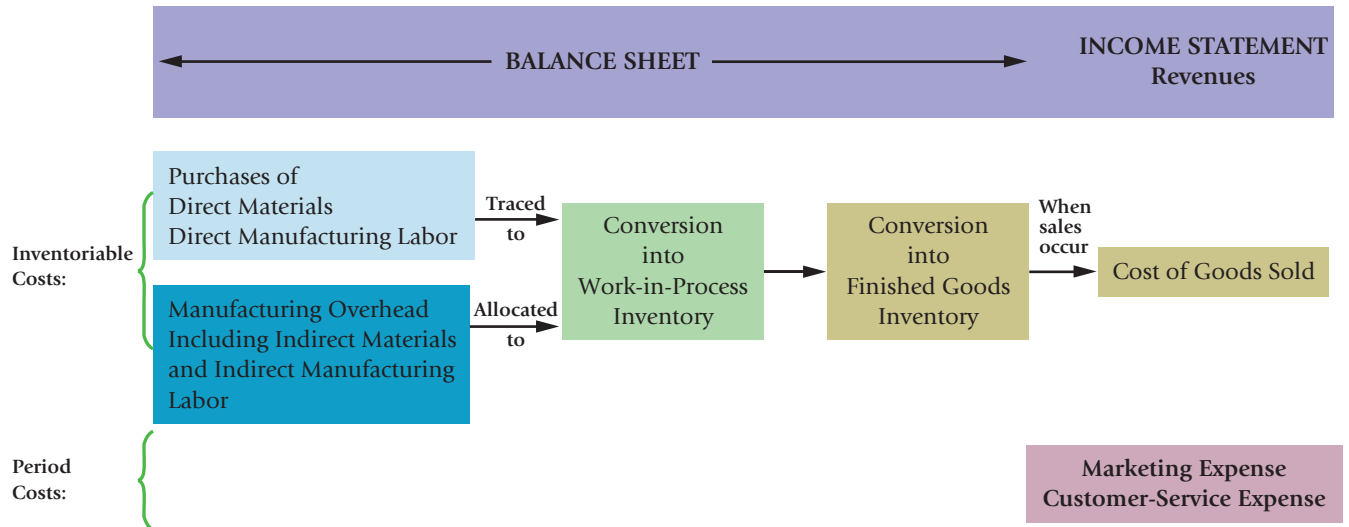 BALANCE SHEET
INCOME STATEMENT
Revenues
Inventoriable
Costs:
Purchases of
Direct Materials
Direct Manufacturing Labor
Traced
to
Manufacturing Overhead
Including Indirect Materials
and Indirect Manufacturing
Labor
Allocated
to
Conversion
into
Work-in-Process
Inventory
Conversion
into
Finished Goods
Inventory
When
sales
occur
Cost of Goods Sold
Period
Costs:
Marketing Expense
Customer-Service Expense